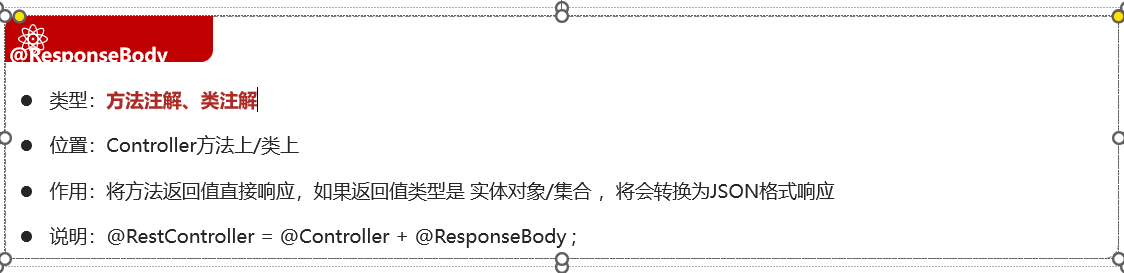 @ResponseBody
类型：方法注解、类注解
位置：Controller方法上/类上
作用：将方法返回值直接响应，如果返回值类型是 实体对象/集合 ，将会转换为JSON格式响应
说明：@RestController = @Controller + @ResponseBody ;